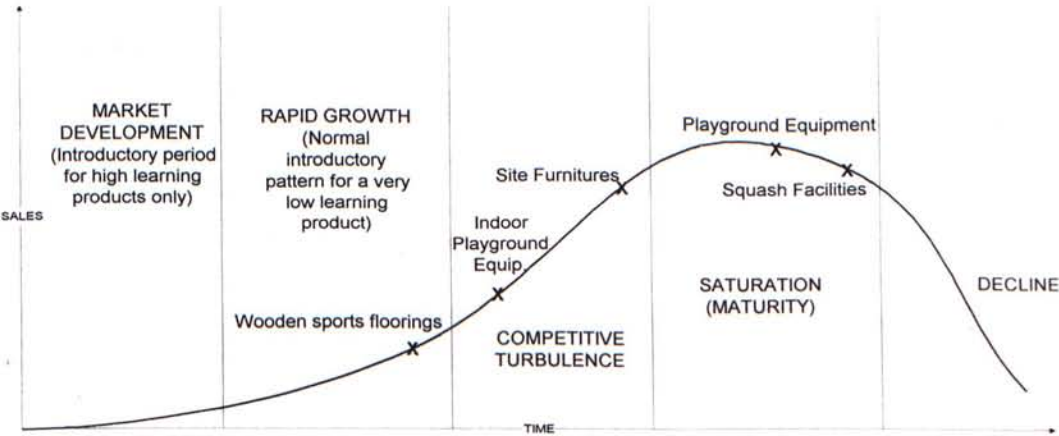 MARKET
DEVELOPMENT
(Introductory period
for high learning
products only)
RAPID GROWTH
(Normal
introductory
pattern for a very
low learning
product)
Playground Equipment
X
X
Squash Facilities
Site Furnitures
X
SALES
Indoor
Playground
Equip.
X
SATURATION
(MATURITY)
DECLINE
Wooden sports floorings
X
COMPETITIVE
TURBULENCE
TIME